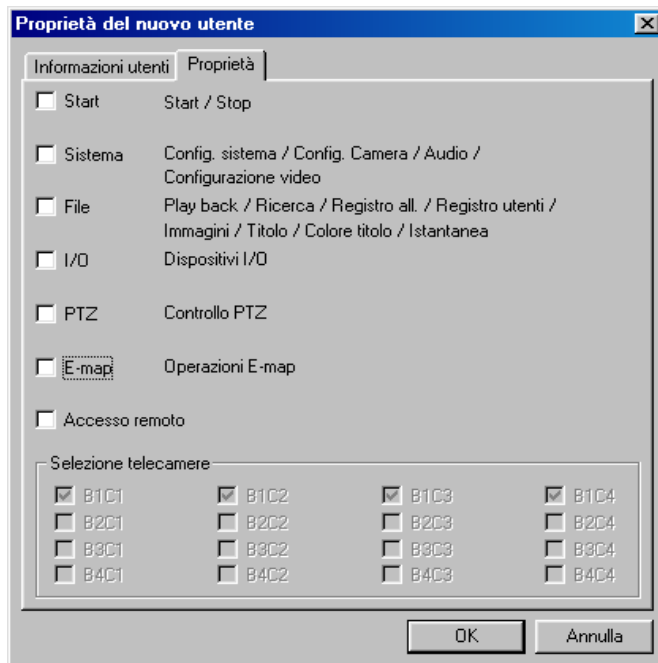 Proprietà del nuovo utente
Informazioni utenti Proprietà
Start Start / Stop
Sistema Config. sistema / Config. Camera / Audio /
Configurazione video
File Play back / Ricerca / Registro all. / Registro utenti /
Immagini / Titolo / Colore titolo / Istantanea
I/O Dispositivi I/O
PTZ Controllo PTZ
E-map Operazioni E-map
Accesso remoto
Selezione telecamere
B1C1 B1C2 B1C3 B1C4
B2C1 B2C2 B2C3 B2C4
B3C1 B3C2 B3C3 B3C4
B4C1 B4C2 B4C3 B4C4
OK Annulla